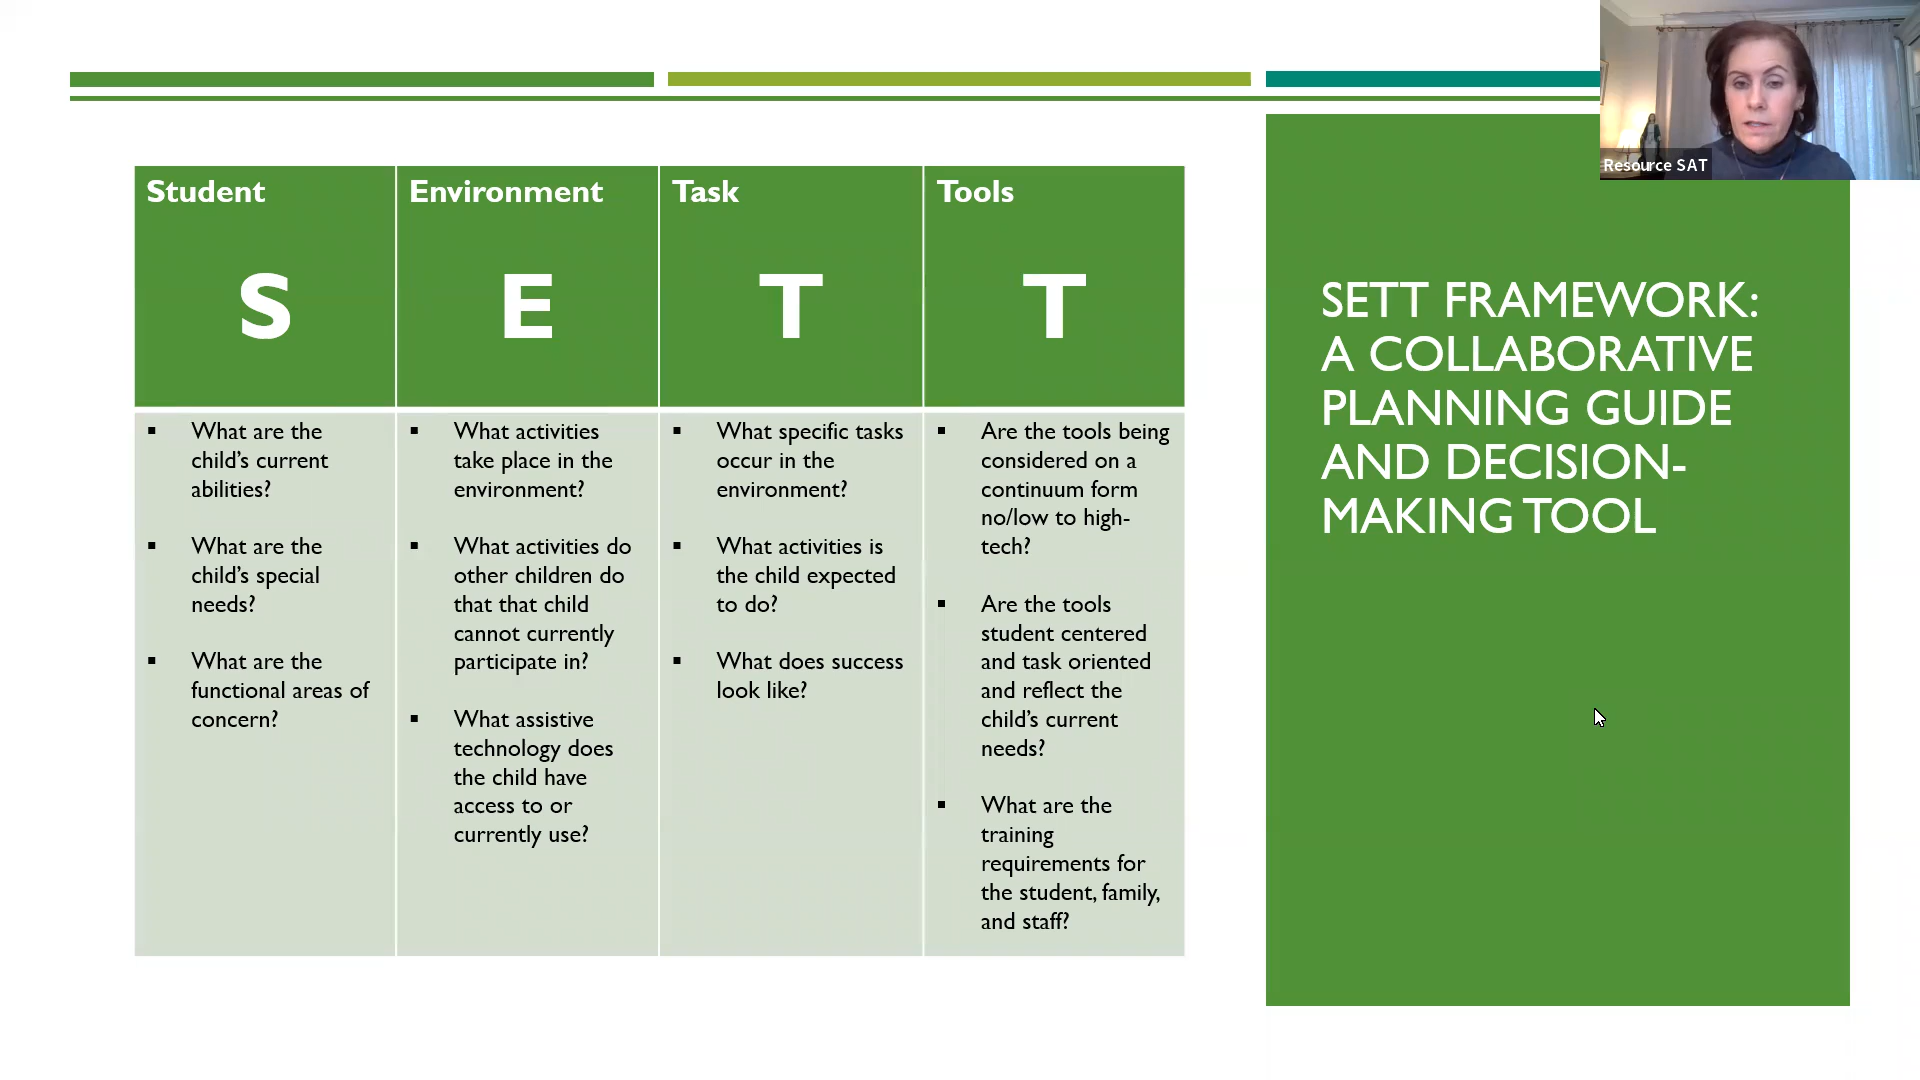 Resource SAT
Student
S
What are the
child’s current
abilities?
What are the
child’s special
needs?
What are the
functional areas of
concern?
Environment
E
What activities
take place in the
environment?
What activities do
other children do
that that child
cannot currently
participate in?
What assistive
technology does
the child have
access to or
currently use?
Task
T
What specific tasks
occur in the
environment?
What activities is
the child expected
to do?
What does success
look like?
Tools
T
Are the tools being
considered on a
continuum form
no/low to high-
tech?
Are the tools
student centered
and task oriented
and reflect the
child’s current
needs?
What are the
training
requirements for
the student, family,
and staff?
SETT FRAMEWORK:
A COLLABORATIVE
PLANNING GUIDE
AND DECISION-
MAKING TOOL